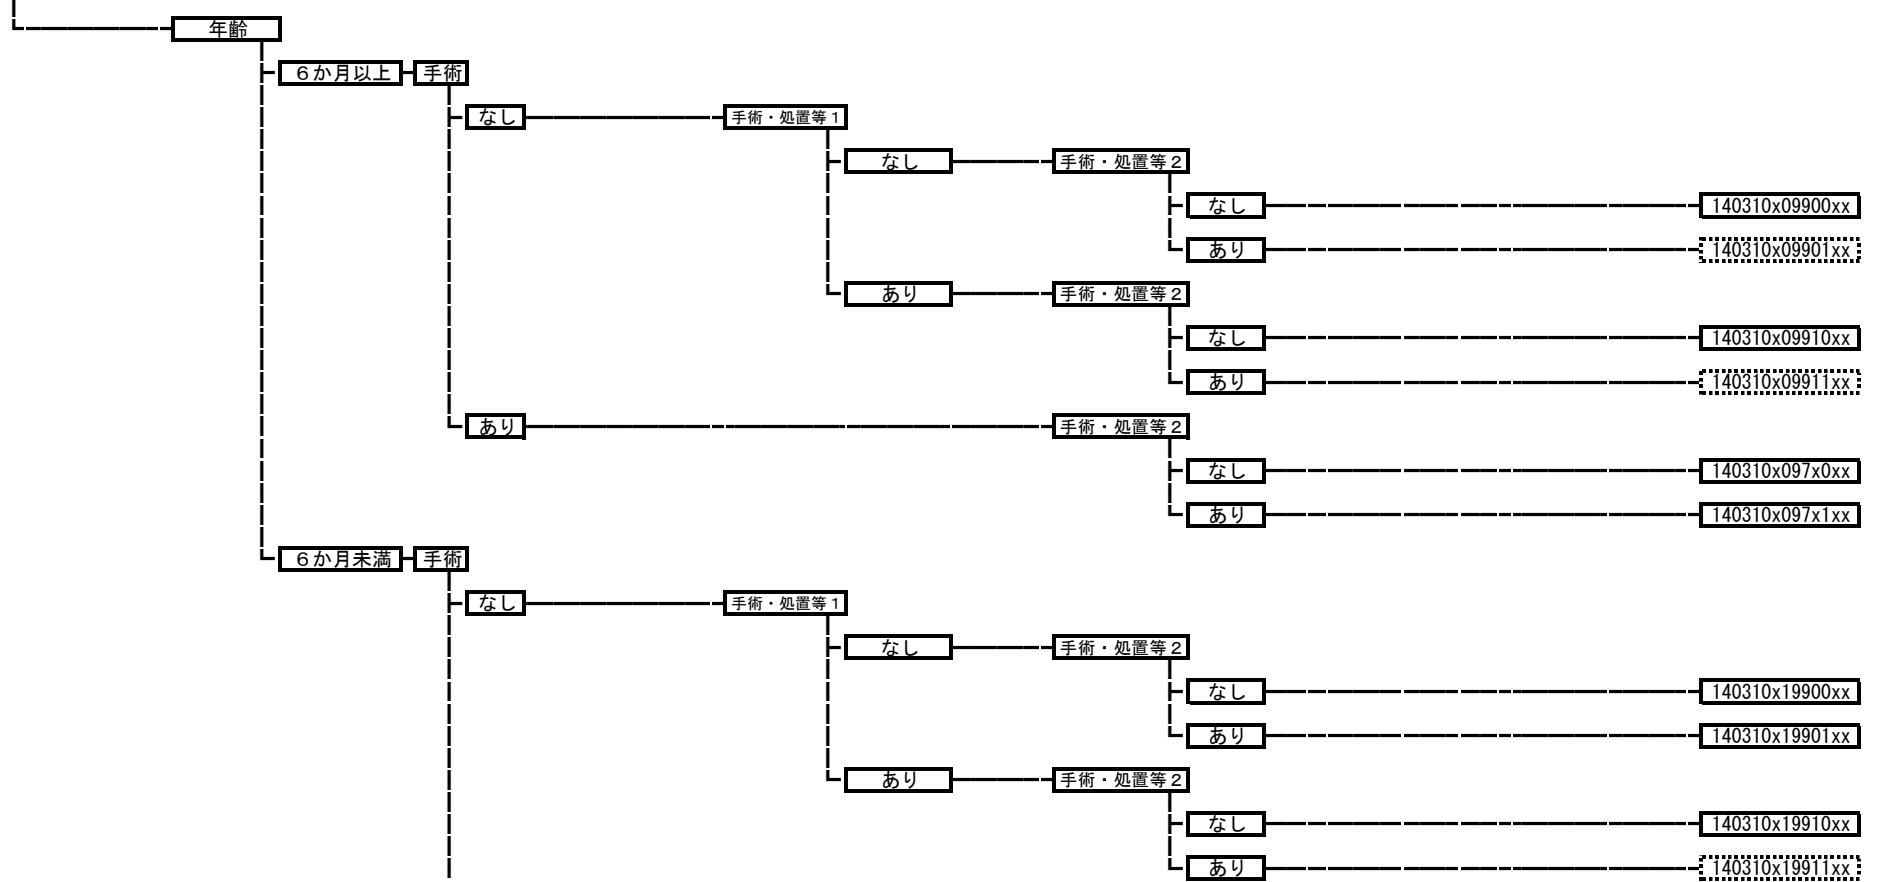 年齢
６か月以上 手術
なし 手術・処置等１
なし 手術・処置等２
なし 140310x09900xx
あり 140310x09901xx
あり 手術・処置等２
なし 140310x09910xx
あり 140310x09911xx
あり 手術・処置等２
なし 140310x097x0xx
あり 140310x097x1xx
６か月未満 手術
なし 手術・処置等１
なし 手術・処置等２
なし 140310x19900xx
あり 140310x19901xx
あり 手術・処置等２
なし 140310x19910xx
あり 140310x19911xx